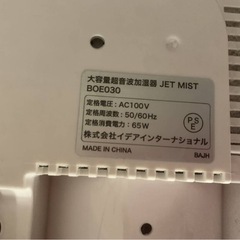 大容量超音波加湿器 JET MIST
BOE030
定格電圧：AC100V
定格周波数：50/60Hz
定格消費電力：65W
株式会社イデアインターナショナル
MADE IN CHINA
BAJH
PSE